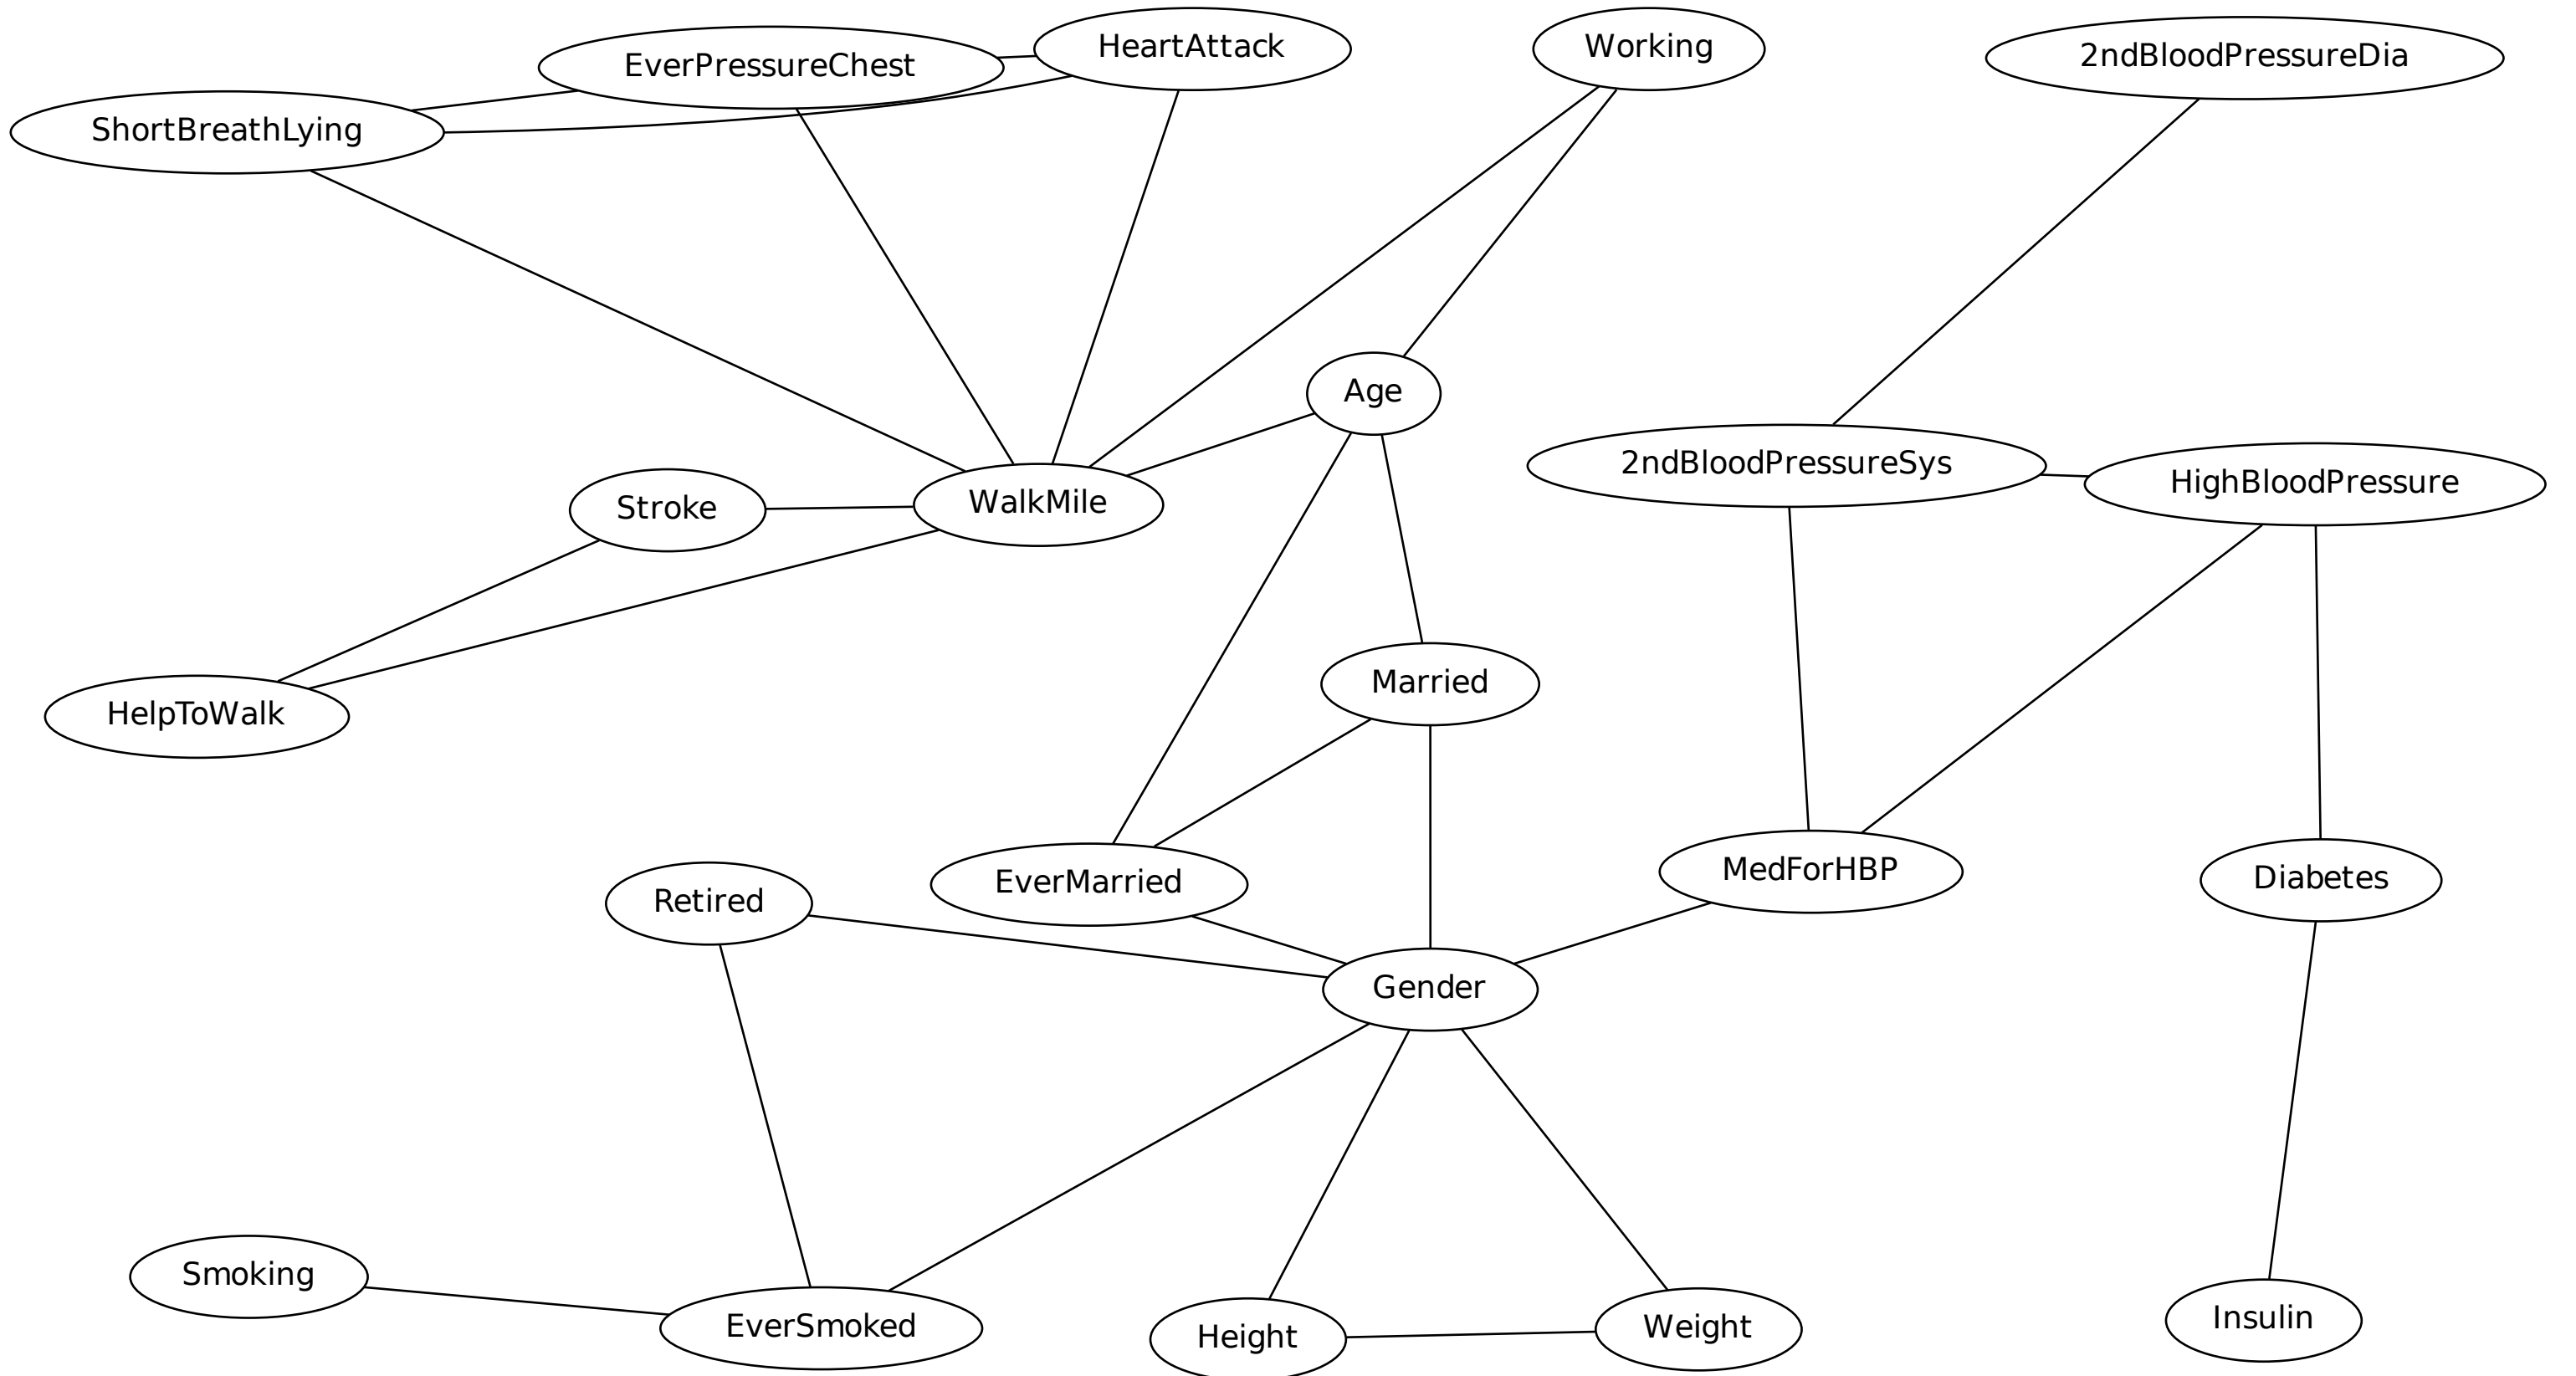 HeartAttack
Working
2ndBloodPressureDia
EverPressureChest
ShortBreathLying
Age
2ndBloodPressureSys
HighBloodPressure
WalkMile
Stroke
Married
HelpToWalk
MedForHBP
Diabetes
EverMarried
Retired
Gender
Smoking
Insulin
EverSmoked
Weight
Height